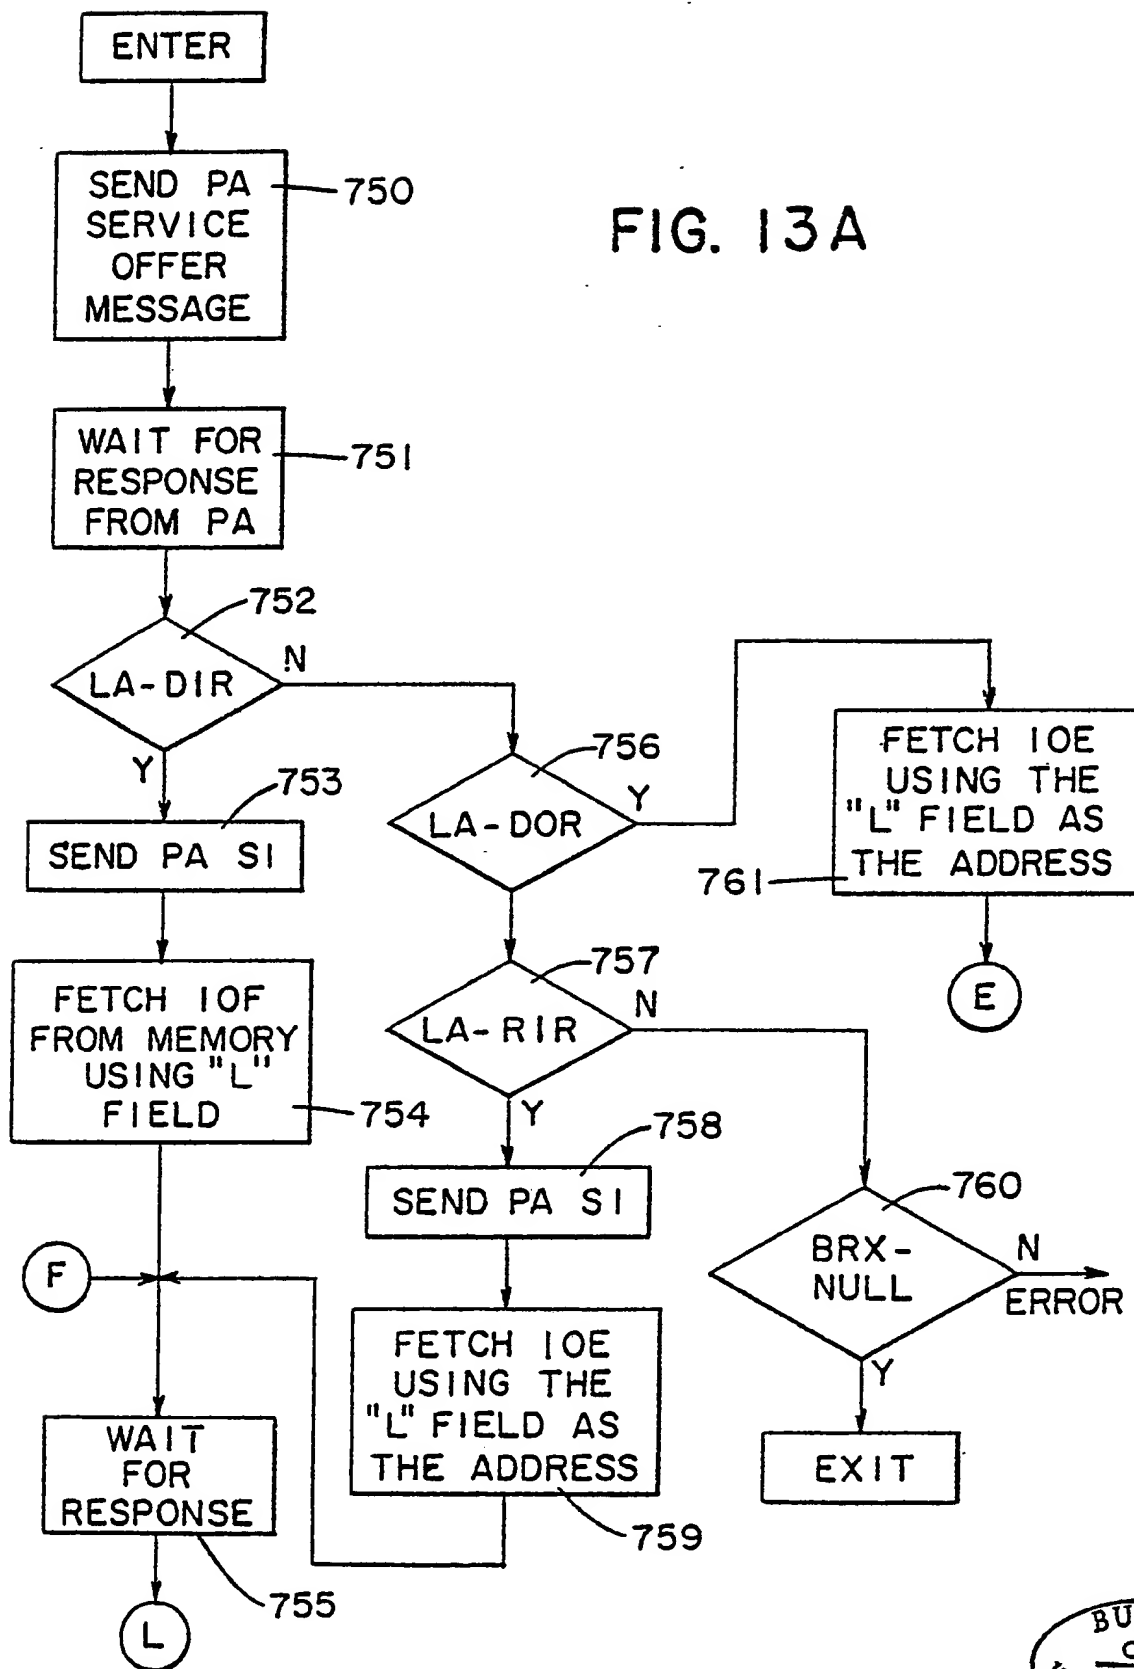 ENTER
SEND PA
SERVICE
OFFER
MESSAGE
750
FIG. 13A
WAIT FOR
RESPONSE
FROM PA
751
752
LA-DIR
N
Y
753
SEND PA SI
FETCH IOF
FROM MEMORY
USING "L"
FIELD
754
F
WAIT
FOR
RESPONSE
755
L
756
LA-DOR
Y
757
LA-RIR
N
Y
758
SEND PA SI
FETCH IOE
USING THE
"L" FIELD AS
THE ADDRESS
759
FETCH IOE
USING THE
"L" FIELD AS
THE ADDRESS
761
E
760
BRX-
NULL
N
ERROR
Y
EXIT
BU